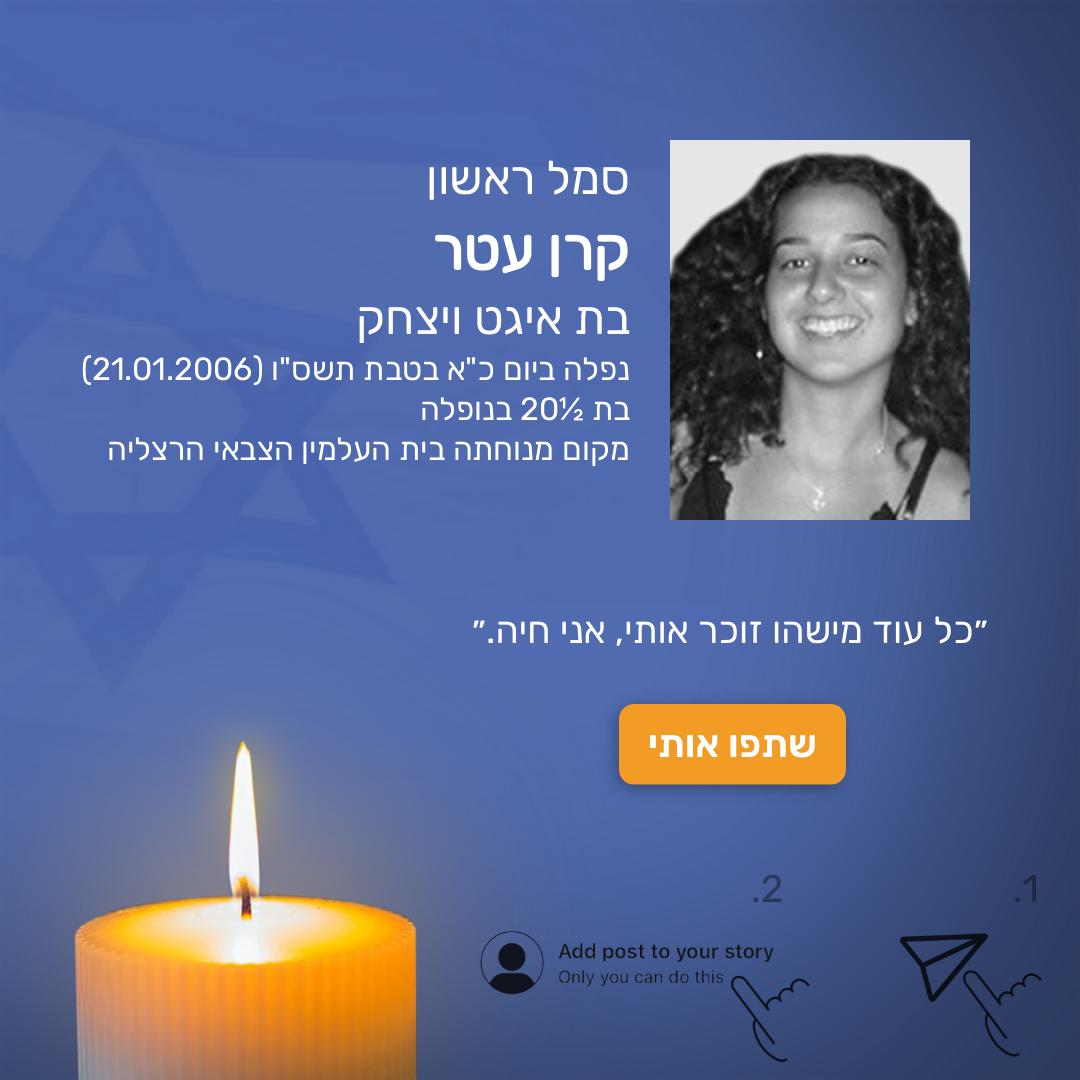 סמל ראשון
קרן עטר
בת איגט ויצחק
נפלה ביום כ"א בטבת תשס"ו (21.01.2006)
בת 20½ בנופלה
מקום מנוחתה בית העלמין הצבאי הרצליה
״כל עוד מישהו זוכר אותי, אני חיה.״
שתפו אותי
1.
2.
Add post to your story
Only you can do this